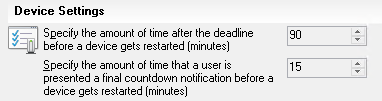 Device Settings
Specify the amount of time after the deadline 90
before a device gets restarted (minutes)
Specify the amount of time that a user is 15
presented a final countdown notification before a
device gets restarted (minutes)